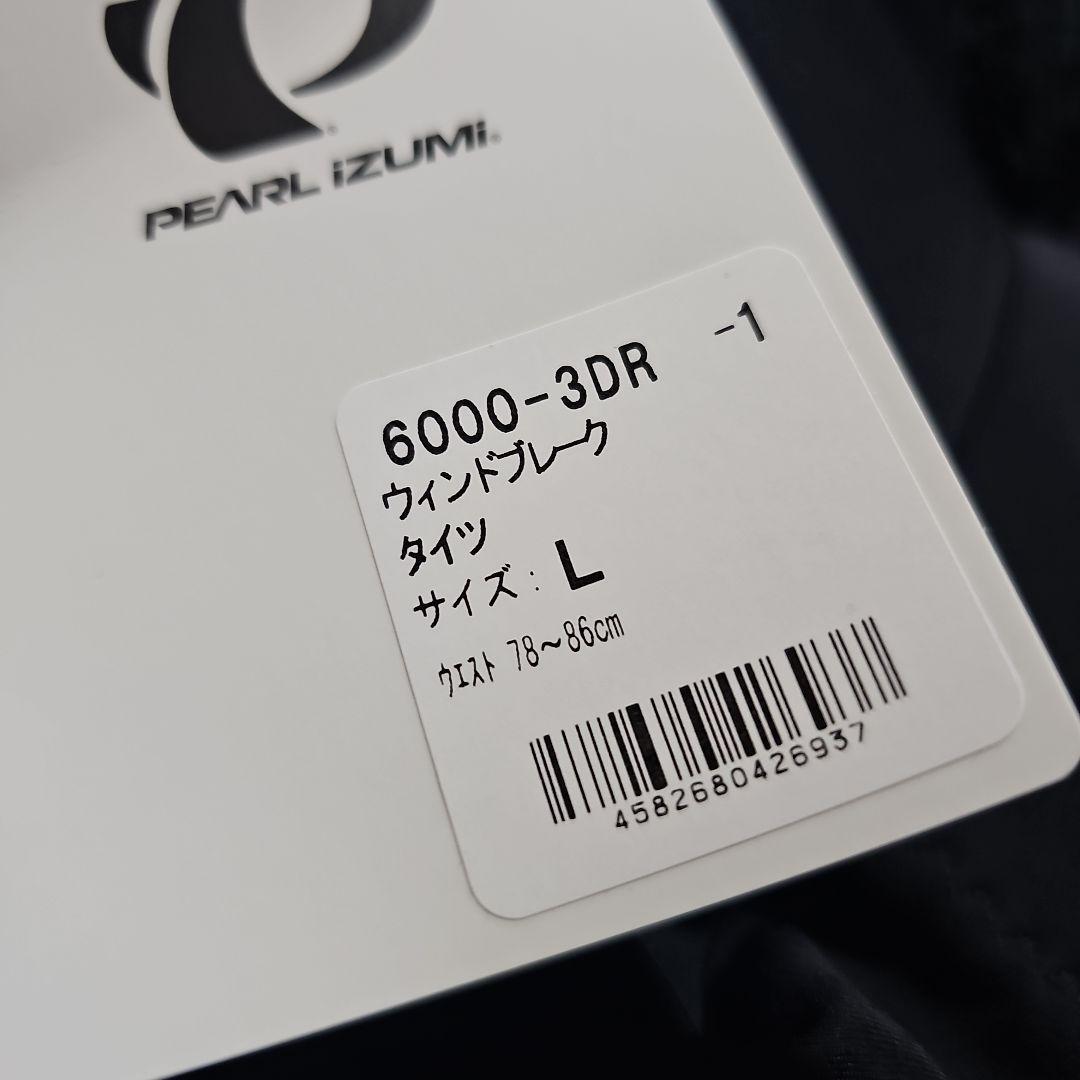 PEARL iZUMi
6000-3DR -1
ウィンドブレーク
タイツ
サイズ: L
ウエスト 78~86cm
4582680426937